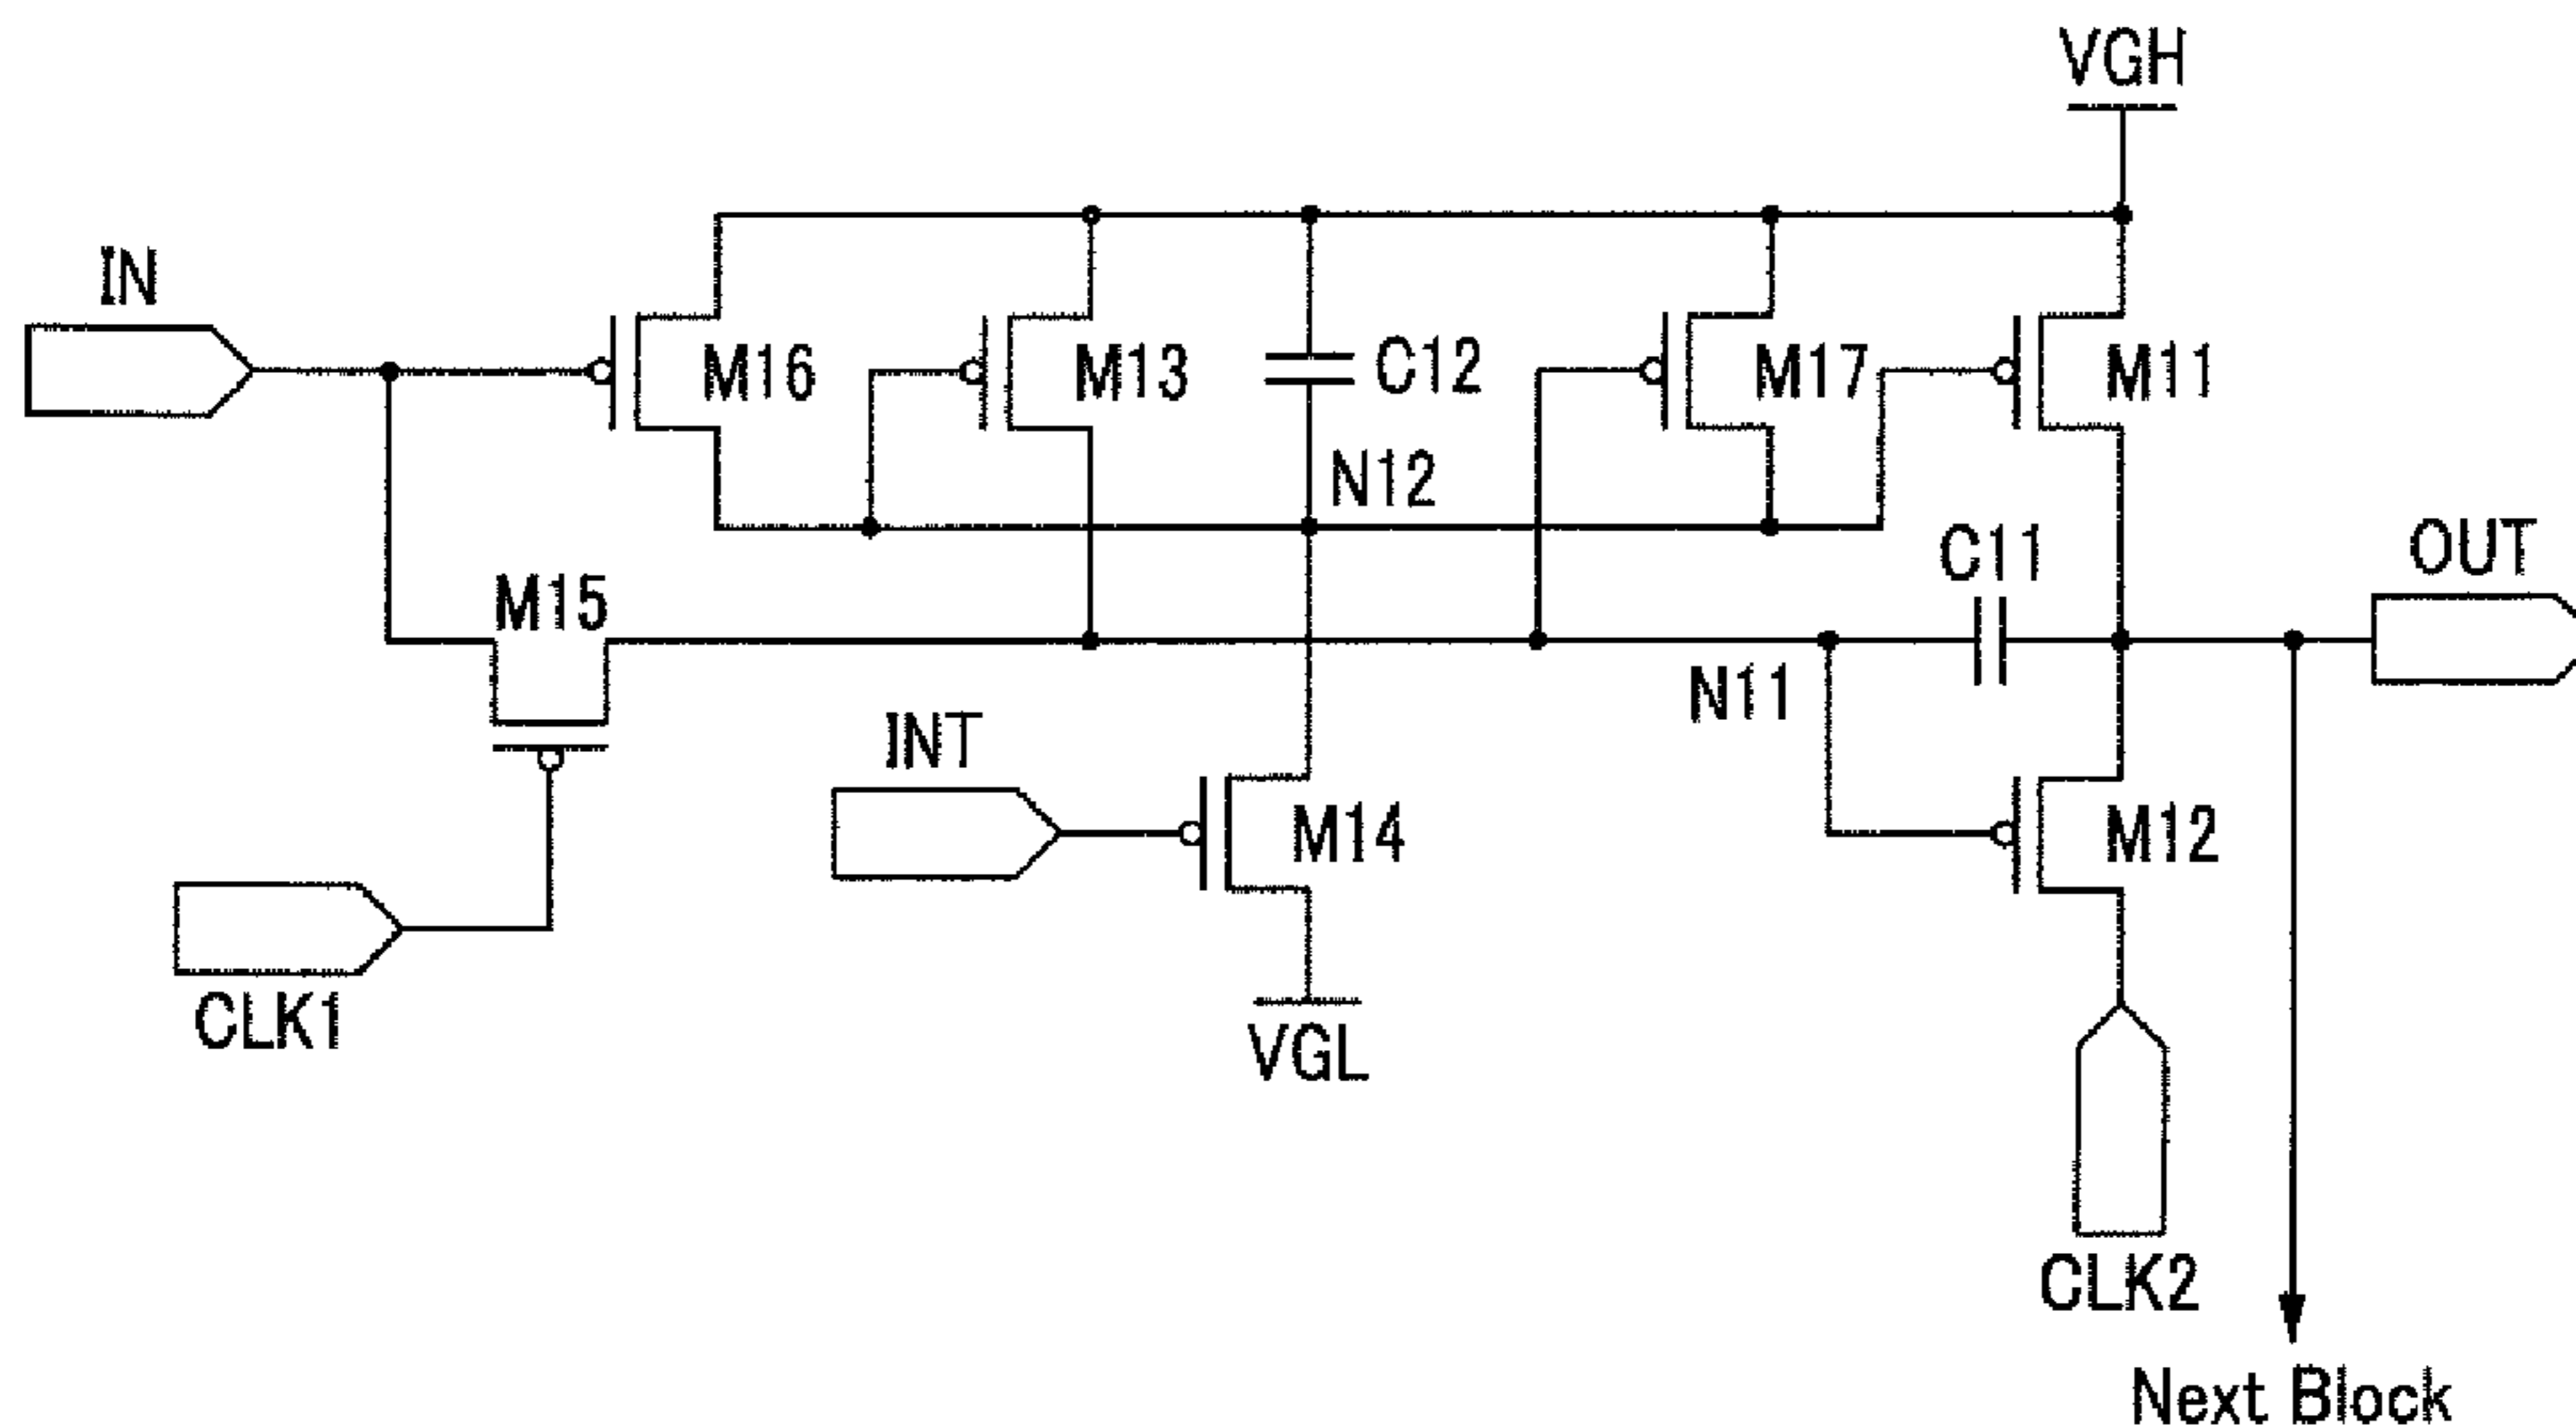 VGH
IN
M16
M13
C12
M17
M11
N12
C11
OUT
M15
N11
INT
M14
M12
CLK1
VGL
CLK2
Next Block